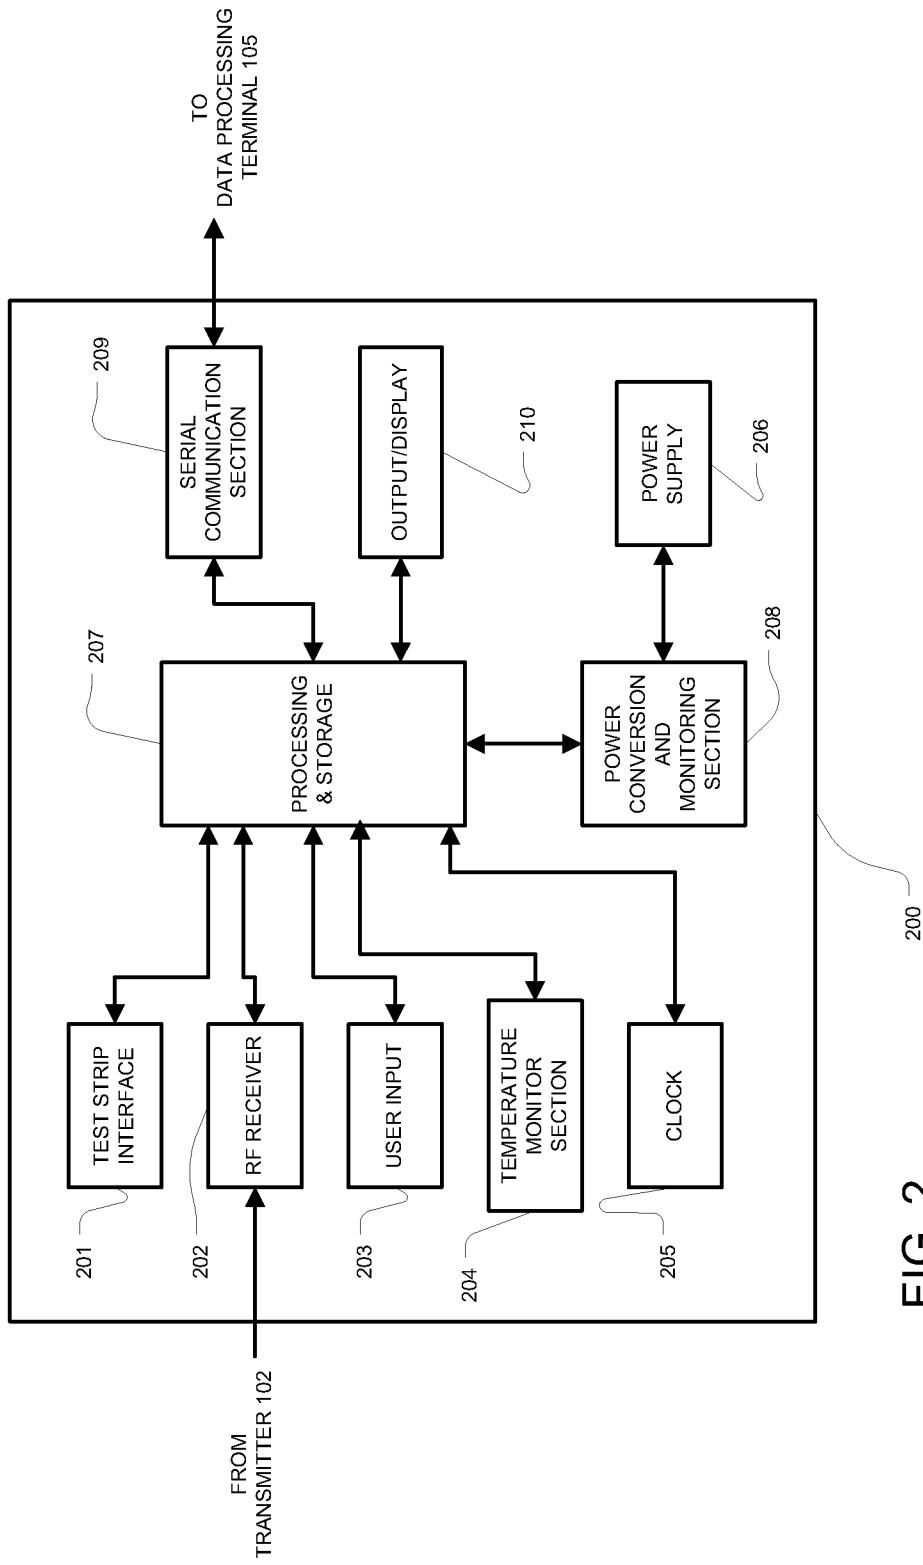 TEST STRIP
INTERFACE
201
FROM
TRANSMITTER 102
RF RECEIVER
202
USER INPUT
203
TEMPERATURE
MONITOR
SECTION
204
CLOCK
205
PROCESSING
& STORAGE
207
SERIAL
COMMUNICATION
SECTION
209
TO
DATA PROCESSING
TERMINAL 105
OUTPUT/DISPLAY
210
POWER
CONVERSION
AND
MONITORING
SECTION
208
POWER
SUPPLY
206
200
FIG. 2